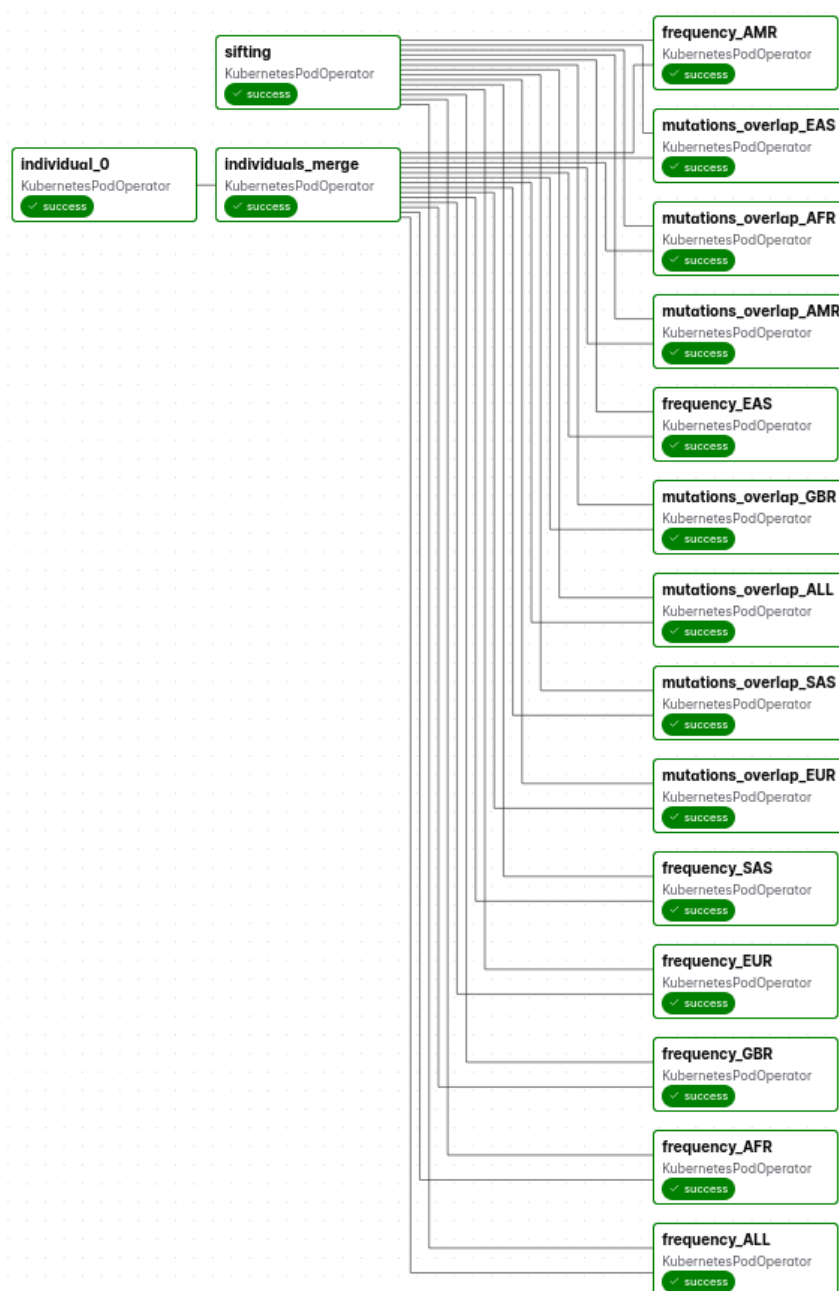 sifting
KubernetesPodOperator
success
individual_0
KubernetesPodOperator
success
individuals_merge
KubernetesPodOperator
success
frequency_AMR
KubernetesPodOperator
success
mutations_overlap_EAS
KubernetesPodOperator
success
mutations_overlap_AFR
KubernetesPodOperator
success
mutations_overlap_AMR
KubernetesPodOperator
success
frequency_EAS
KubernetesPodOperator
success
mutations_overlap_GBR
KubernetesPodOperator
success
mutations_overlap_ALL
KubernetesPodOperator
success
mutations_overlap_SAS
KubernetesPodOperator
success
mutations_overlap_EUR
KubernetesPodOperator
success
frequency_SAS
KubernetesPodOperator
success
frequency_EUR
KubernetesPodOperator
success
frequency_GBR
KubernetesPodOperator
success
frequency_AFR
KubernetesPodOperator
success
frequency_ALL
KubernetesPodOperator
success